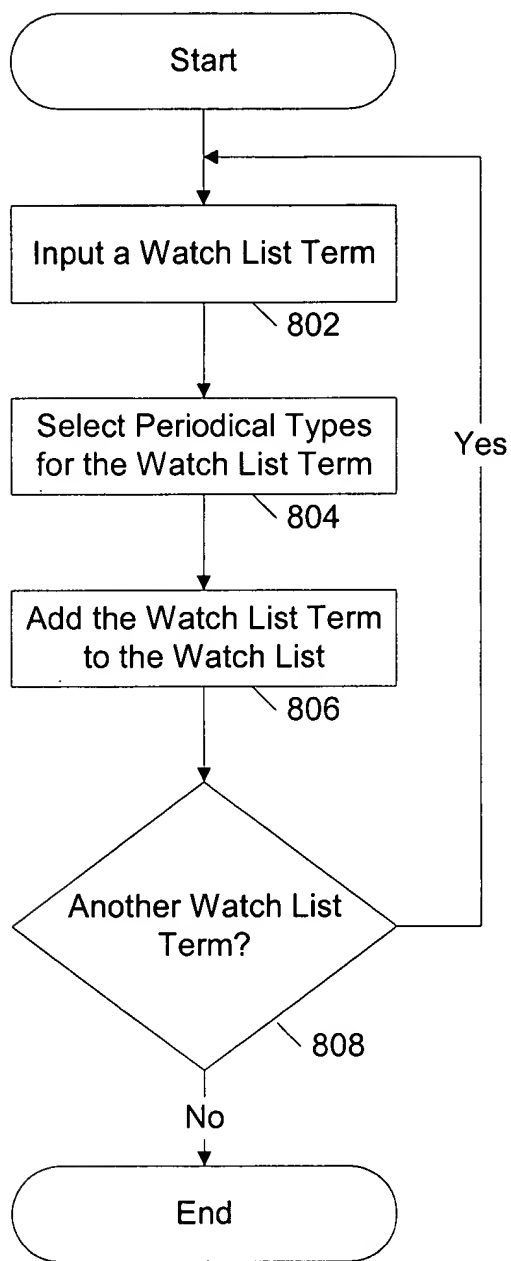 Start
Input a Watch List Term
802
Select Periodical Types
for the Watch List Term
804
Yes
Add the Watch List Term
to the Watch List
806
Another Watch List
Term?
808
No
End